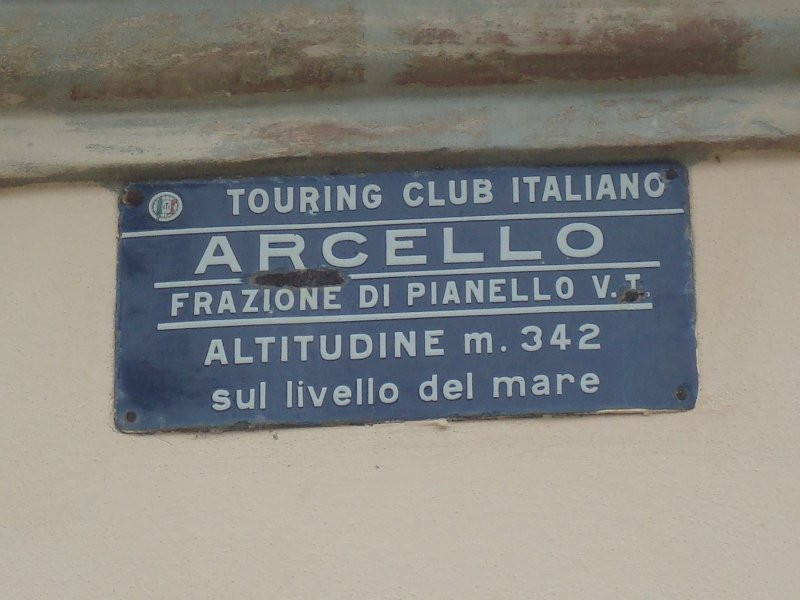 TOURING CLUB ITALIANO
ARCELLO
FRAZIONE DI PIANELLO V.T.
ALTITUDINE m. 342
sul livello del mare